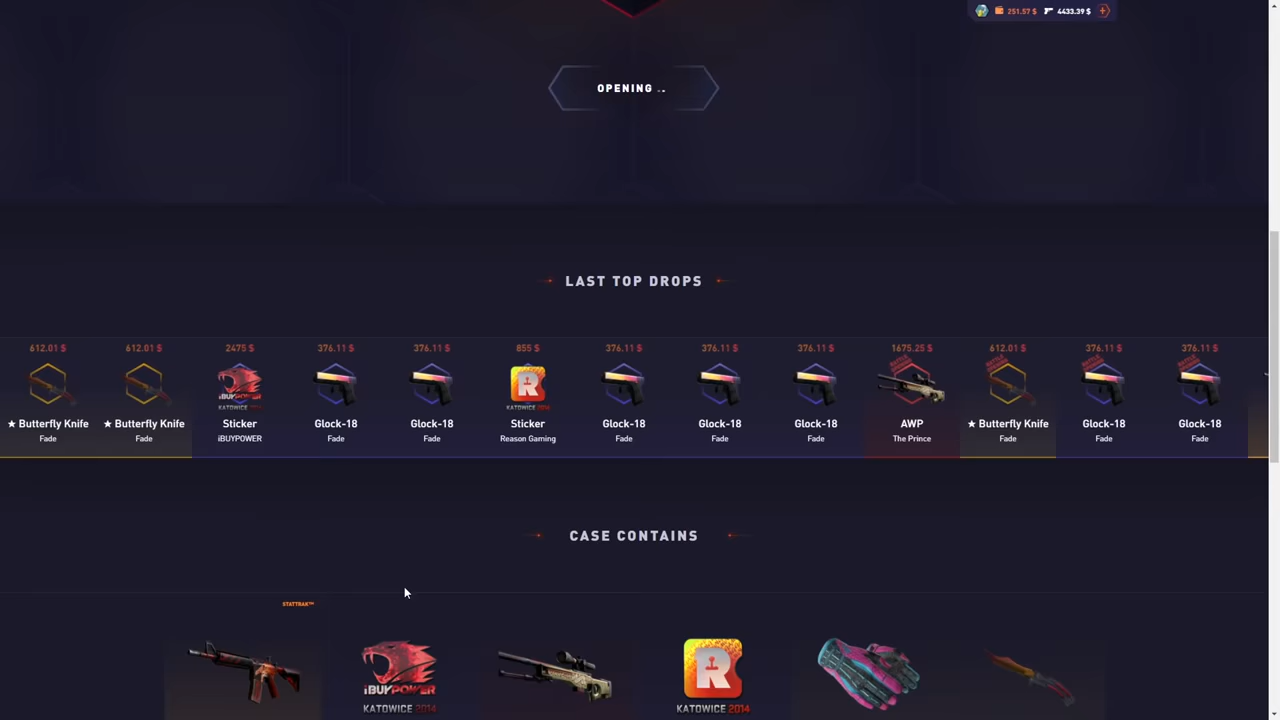 251.57 $ 4433.39 $
OPENING ..
LAST TOP DROPS
612.01 $ 612.01 $ 2475 $ 376.11 $ 376.11 $ 855 $ 376.11 $ 376.11 $ 376.11 $ 1675.25 $ 612.01 $ 376.11 $ 376.11 $
KATOWICE 2014 KATOWICE 2014
★ Butterfly Knife ★ Butterfly Knife Sticker Glock-18 Glock-18 Sticker Glock-18 Glock-18 Glock-18 AWP ★ Butterfly Knife Glock-18 Glock-18
Fade Fade iBUYPOWER Fade Fade Reason Gaming Fade Fade Fade The Prince Fade Fade Fade
CASE CONTAINS
STATTRAK™
iBUYPOWER
KATOWICE 2014 KATOWICE 2014